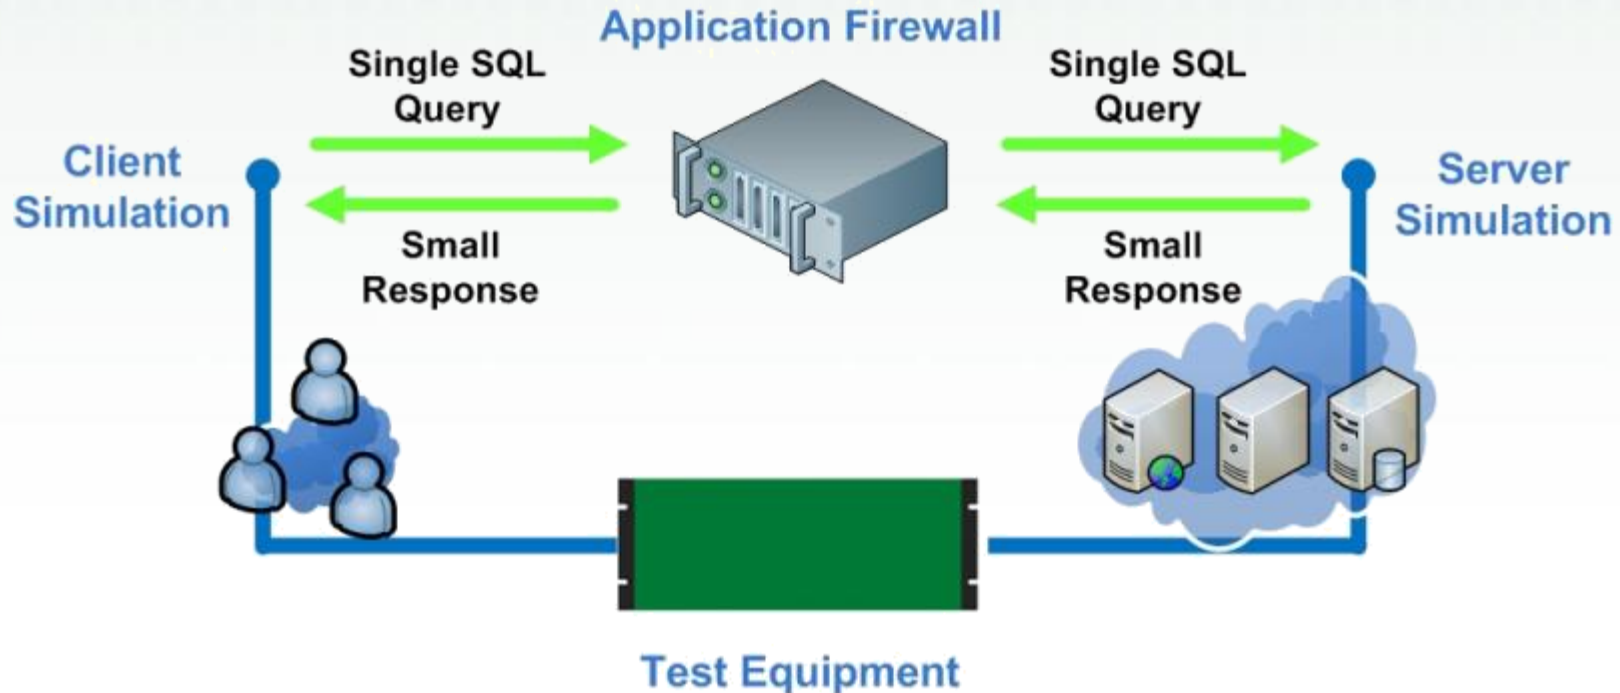 Application Firewall
Single SQL
Query
Single SQL
Query
Client
Simulation
Server
Simulation
Small
Response
Small
Response
Test Equipment